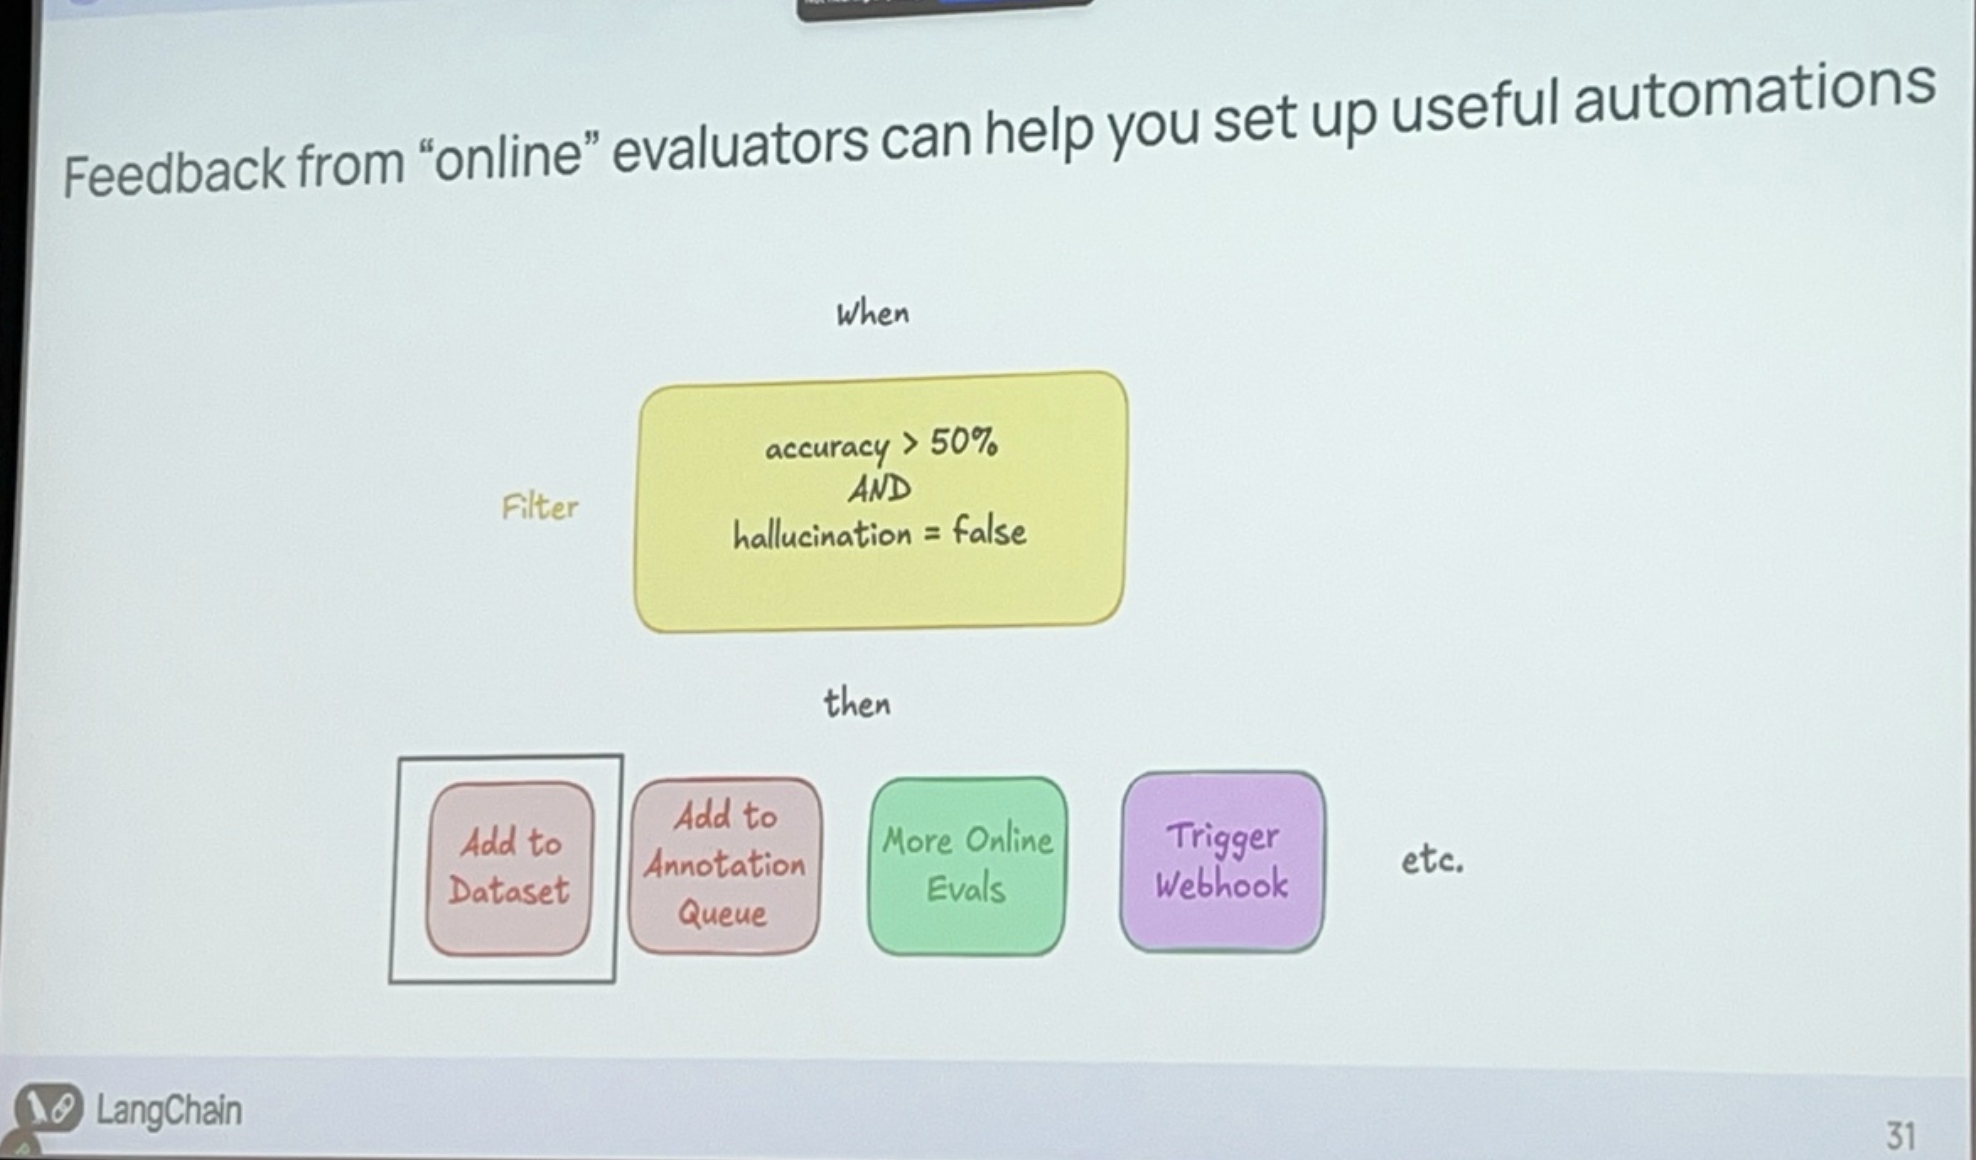 Feedback from “online” evaluators can help you set up useful automations
When
Filter
accuracy > 50%
AND
hallucination = false
then
Add to
Dataset
Add to
Annotation
Queue
More Online
Evals
Trigger
Webhook
etc.
LangChain
31